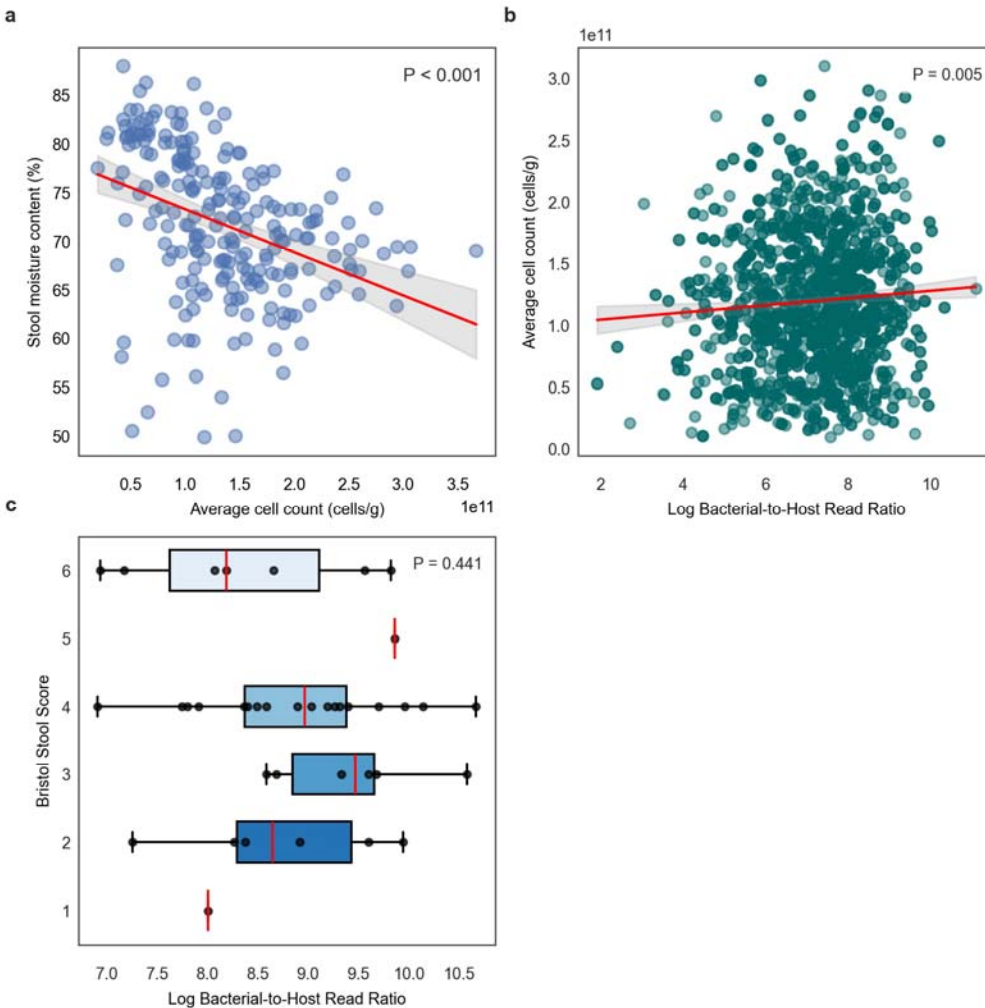 a
P < 0.001
Stool moisture content (%)
85
80
75
70
65
60
55
50
0.5 1.0 1.5 2.0 2.5 3.0 3.5
Average cell count (cells/g)
1e11
b
1e11
P = 0.005
Average cell count (cells/g)
3.0
2.5
2.0
1.5
1.0
0.5
0.0
2 4 6 8 10
Log Bacterial-to-Host Read Ratio
c
P = 0.441
Bristol Stool Score
6
5
4
3
2
1
7.0 7.5 8.0 8.5 9.0 9.5 10.0 10.5
Log Bacterial-to-Host Read Ratio